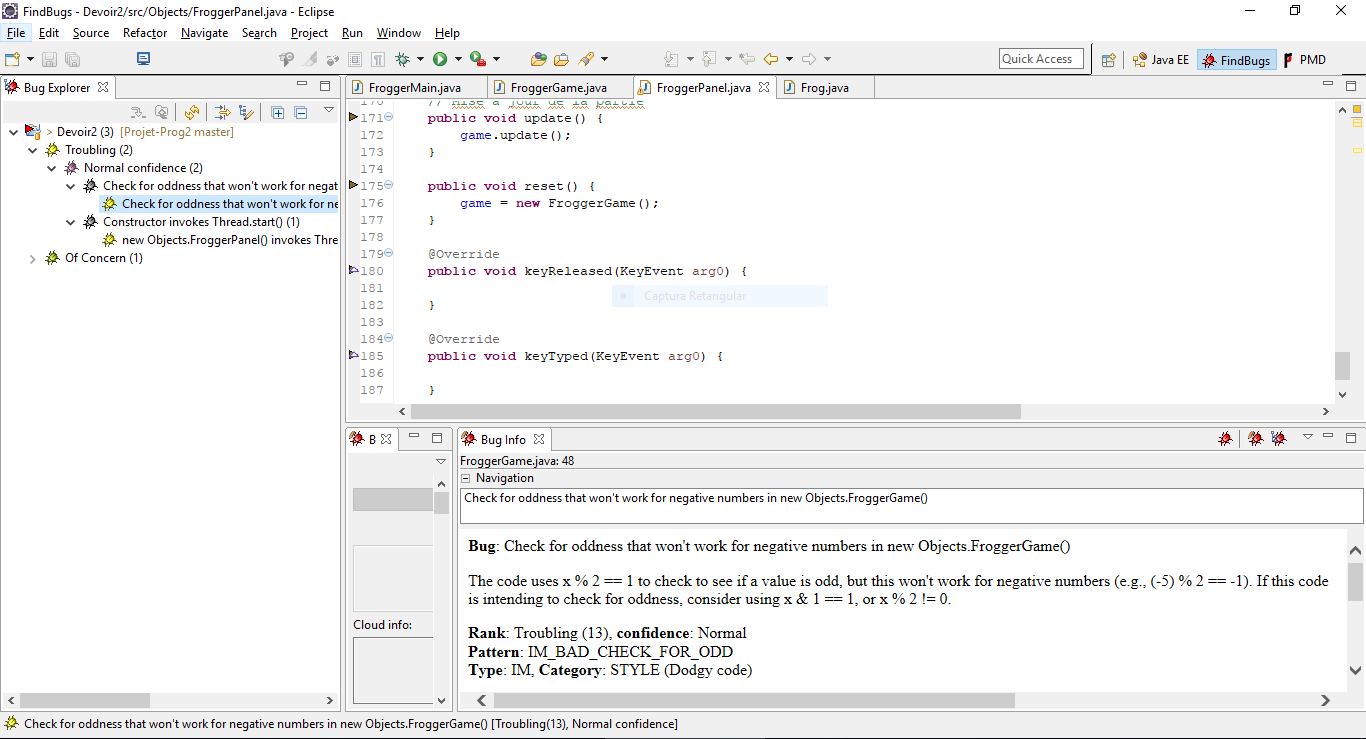 FindBugs - Devoir2/src/Objects/FroggerPanel.java - Eclipse
File Edit Source Refactor Navigate Search Project Run Window Help
Quick Access Java EE FindBugs PMD
Bug Explorer FroggerMain.java FroggerGame.java FroggerPanel.java Frog.java
> Devoir2 (3) [Projet-Prog2 master]
Troubling (2)
Normal confidence (2)
Check for oddness that won't work for negat
Check for oddness that won't work for ne
Constructor invokes Thread.start() (1)
new Objects.FroggerPanel() invokes Thre
Of Concern (1)
170 // Mise à jour de la partie
171 public void update() {
172 game.update();
173 }
174
175 public void reset() {
176 game = new FroggerGame();
177 }
178
179 @Override
180 public void keyReleased(KeyEvent arg0) {
181
Captura Retangular
182 }
183
184 @Override
185 public void keyTyped(KeyEvent arg0) {
186
187 }
B Bug Info
FroggerGame.java: 48
Navigation
Check for oddness that won't work for negative numbers in new Objects.FroggerGame()
Bug: Check for oddness that won't work for negative numbers in new Objects.FroggerGame()
The code uses x % 2 == 1 to check to see if a value is odd, but this won't work for negative numbers (e.g., (-5) % 2 == -1). If this code
is intending to check for oddness, consider using x & 1 == 1, or x % 2 != 0.
Rank: Troubling (13), confidence: Normal
Pattern: IM_BAD_CHECK_FOR_ODD
Type: IM, Category: STYLE (Dodgy code)
Cloud info:
Check for oddness that won't work for negative numbers in new Objects.FroggerGame() [Troubling(13), Normal confidence]